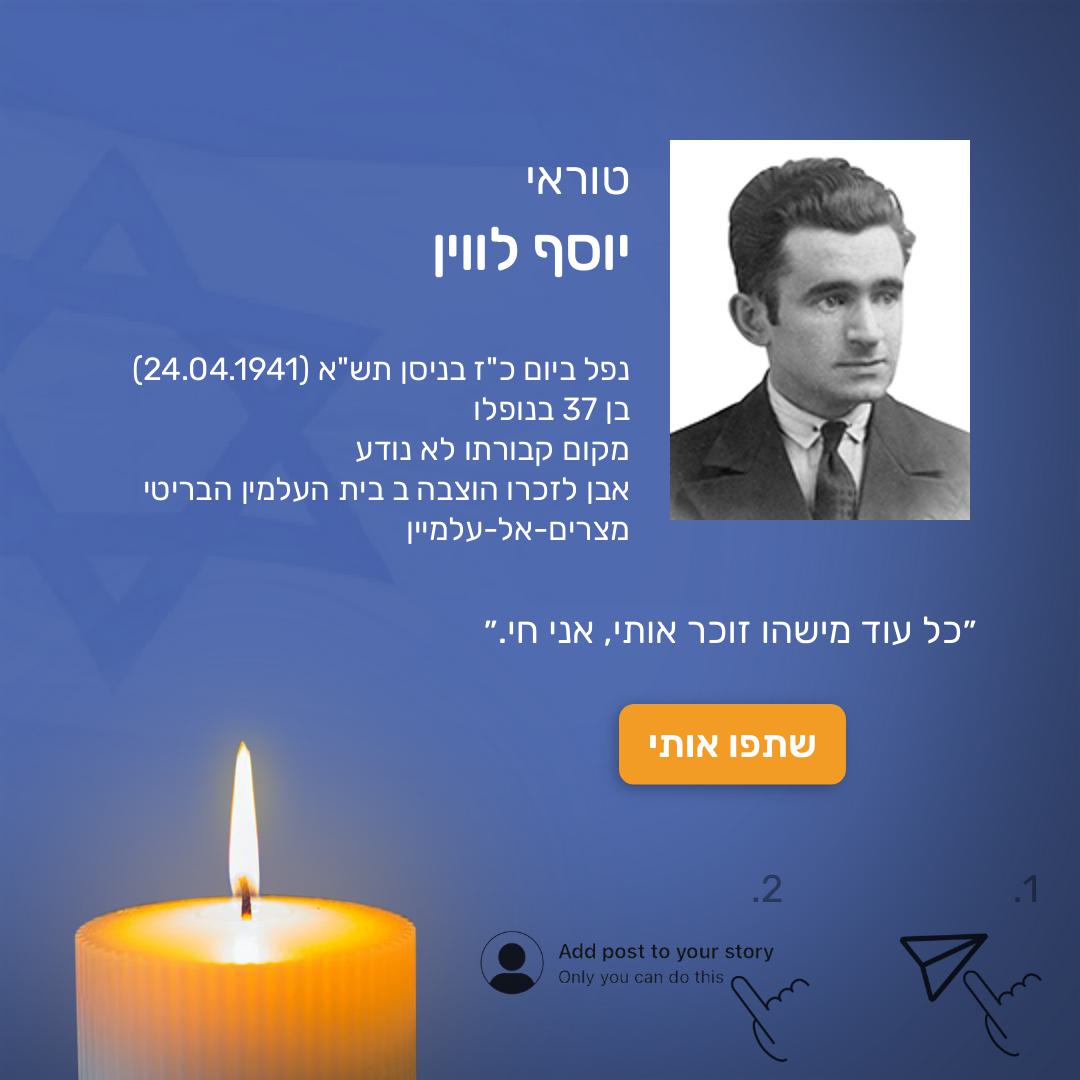 טוראי
יוסף לווין
נפל ביום כ"ז בניסן תש"א (24.04.1941)
בן 37 בנופלו
מקום קבורתו לא נודע
אבן לזכרו הוצבה ב בית העלמין הבריטי
מצרים-אל-עלמיין
״כל עוד מישהו זוכר אותי, אני חי.״
שתפו אותי
1.
2.
Add post to your story
Only you can do this